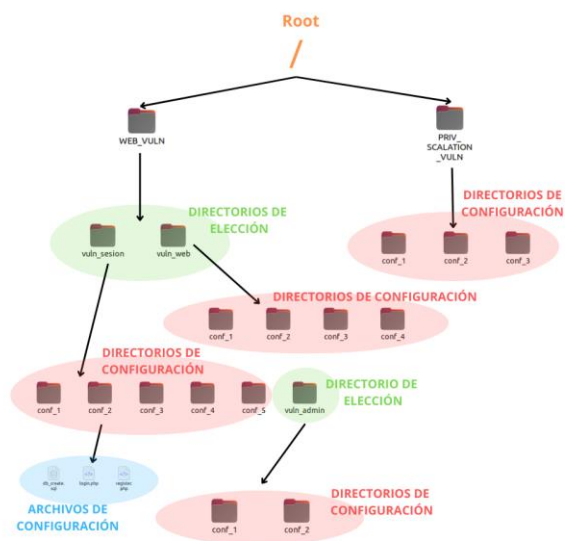 Root
/
WEB_VULN
PRIV_
SCALATION
_VULN
DIRECTORIOS DE
ELECCIÓN
vuln_sesion
vuln_web
DIRECTORIOS DE
CONFIGURACIÓN
conf_1
conf_2
conf_3
DIRECTORIOS DE CONFIGURACIÓN
conf_1
conf_2
conf_3
conf_4
DIRECTORIOS DE
CONFIGURACIÓN
conf_1
conf_2
conf_3
conf_4
conf_5
DIRECTORIO DE
ELECCIÓN
vuln_admin
db_create.
sql
login.php
register.
php
ARCHIVOS DE
CONFIGURACIÓN
DIRECTORIOS DE
CONFIGURACIÓN
conf_1
conf_2